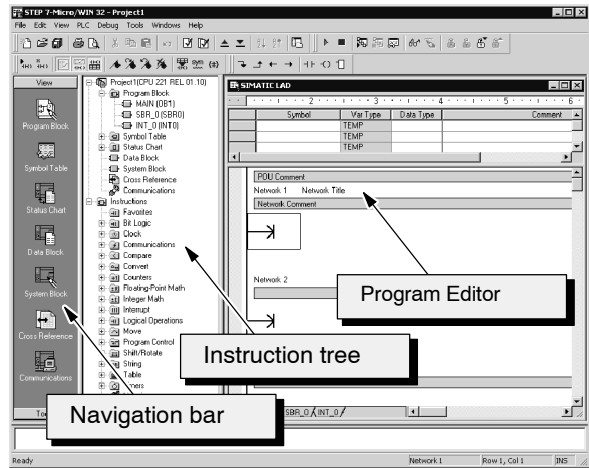 STEP 7-Micro/WIN 32 - Project1
File Edit View PLC Debug Tools Windows Help
View
Program Block
Symbol Table
Status Chart
Data Block
System Block
Cross Reference
Communications
Project1(CPU 221 REL 01.10)
Program Block
MAIN (OB1)
SBR_0 (SBR0)
INT_0 (INT0)
Symbol Table
Status Chart
Data Block
System Block
Cross Reference
Communications
Instructions
Favorites
Bit Logic
Clock
Communications
Compare
Convert
Counters
Floating-Point Math
Integer Math
Interrupt
Logical Operations
Move
Program Control
Shift/Rotate
String
Table
SIMATIC LAD
2 3 4 5 6
Symbol Var Type Data Type Comment
TEMP
TEMP
TEMP
POU Comment
Network 1 Network Title
Network Comment
Network 2
Program Editor
Instruction tree
Navigation bar
SBR_0 INT_0
Ready
Network 1 Row 1, Col 1 INS